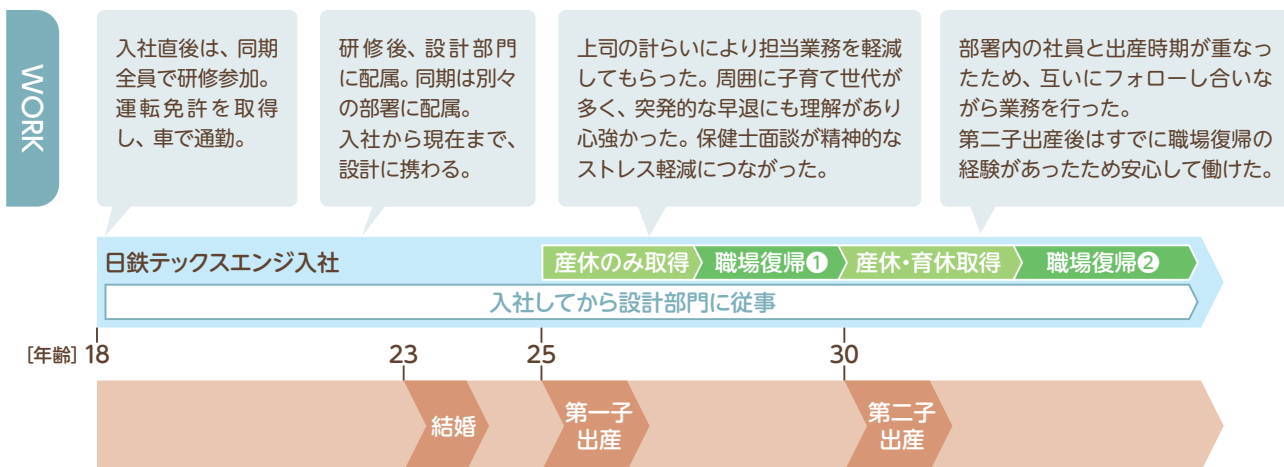 WORK
入社直後は、同期
全員で研修参加。
運転免許を取得
し、車で通勤。
研修後、設計部門
に配属。同期は別々
の部署に配属。
入社から現在まで、
設計に携わる。
上司の計らいにより担当業務を軽減
してもらった。周囲に子育て世代が
多く、突発的な早退にも理解があり
心強かった。保健士面談が精神的な
ストレス軽減につながった。
部署内の社員と出産時期が重なっ
たため、互いにフォローし合いな
がら業務を行った。
第二子出産後はすでに職場復帰の
経験があったため安心して働けた。
日鉄テックスエンジ入社
産休のみ取得
職場復帰❶
産休・育休取得
職場復帰❷
入社してから設計部門に従事
[年齢] 18
23
25
30
結婚
第一子
出産
第二子
出産